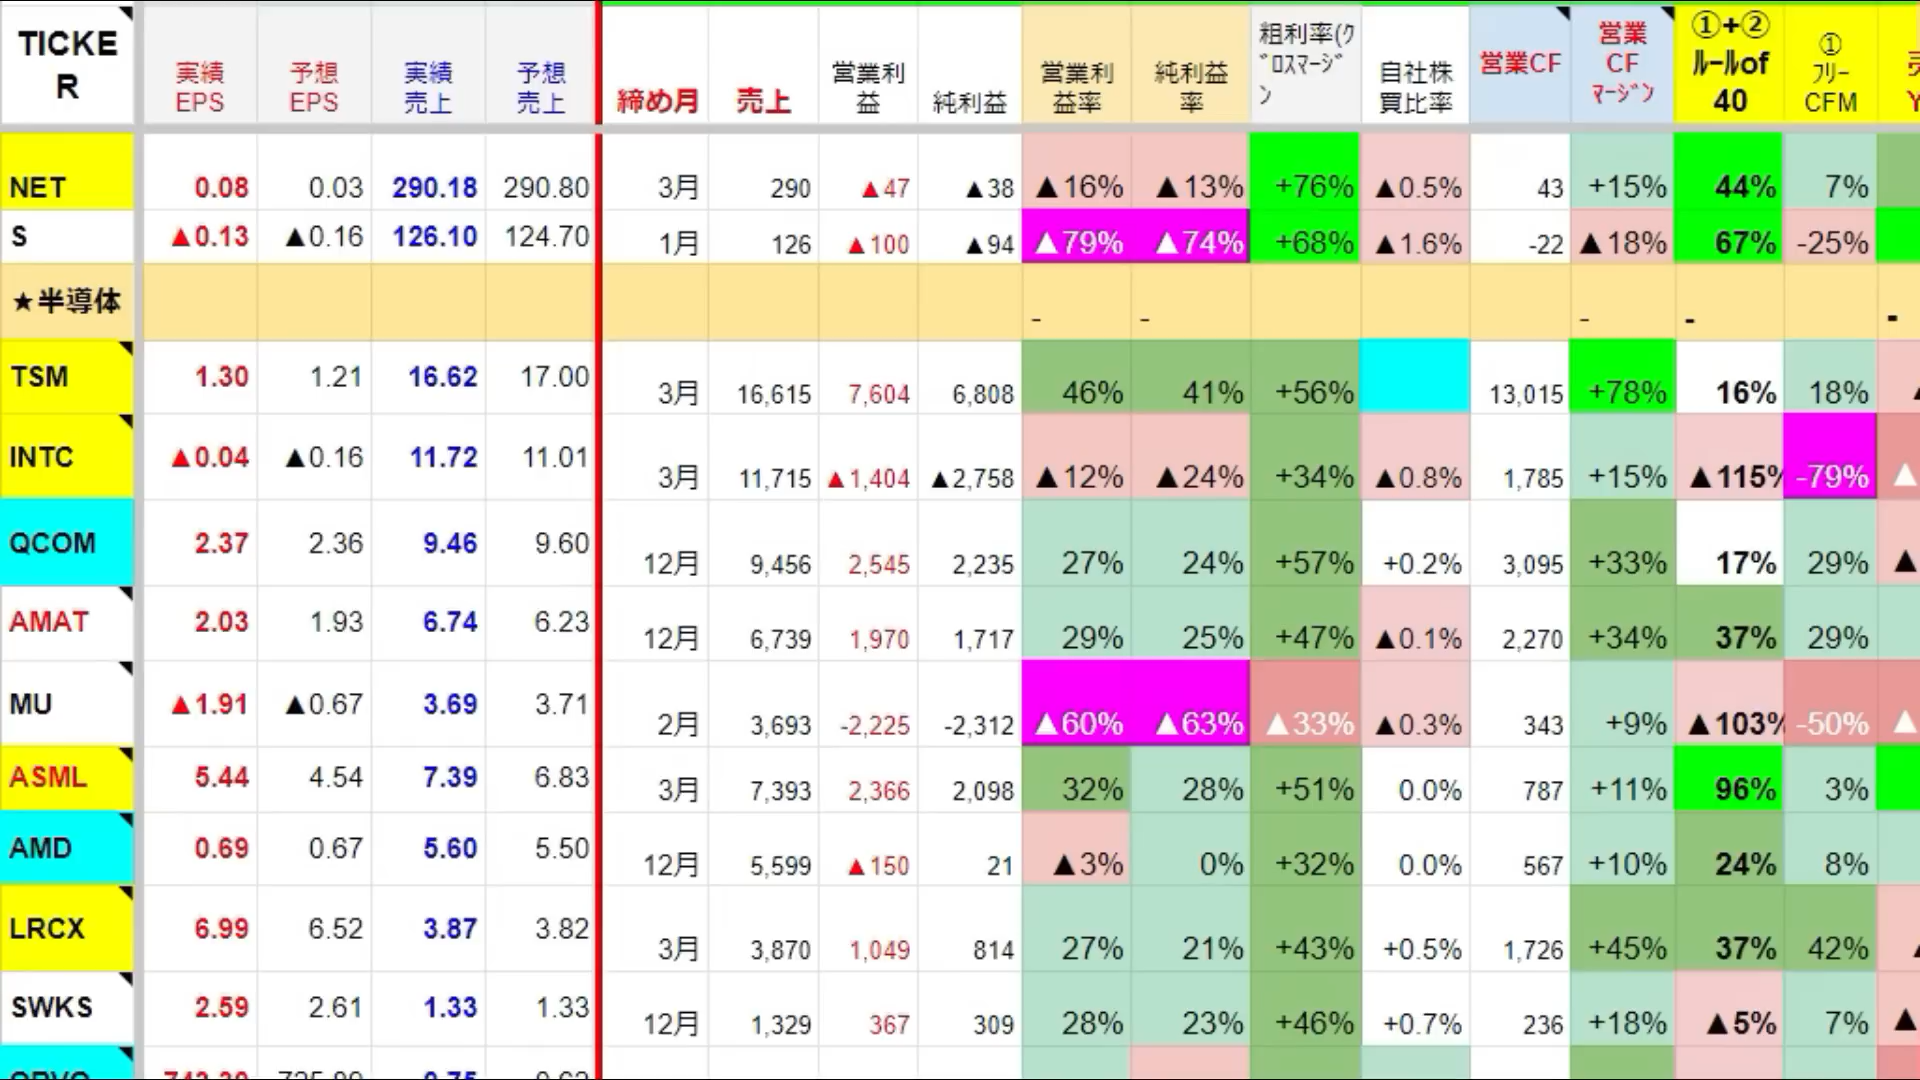 TICKE
R
実績
EPS
予想
EPS
実績
売上
予想
売上
締め月
売上
営業利
益
純利益
営業利
益率
純利益
率
粗利率(ク
゛ロスマージ
ン
自社株
買比率
営業CF
営業
CF
マージン
①+②
ルールof
40
①
フリー
CFM
NET 0.08 0.03 290.18 290.80 3月 290 ▲47 ▲38 ▲16% ▲13% +76% ▲0.5% 43 +15% 44% 7%
S ▲0.13 ▲0.16 126.10 124.70 1月 126 ▲100 ▲94 △79% △74% +68% ▲1.6% -22 ▲18% 67% -25%
★半導体 - - - - -
TSM 1.30 1.21 16.62 17.00 3月 16,615 7,604 6,808 46% 41% +56% 13,015 +78% 16% 18%
INTC ▲0.04 ▲0.16 11.72 11.01 3月 11,715 ▲1,404 ▲2,758 ▲12% ▲24% +34% ▲0.8% 1,785 +15% ▲115% -79%
QCOM 2.37 2.36 9.46 9.60 12月 9,456 2,545 2,235 27% 24% +57% +0.2% 3,095 +33% 17% 29% ▲
AMAT 2.03 1.93 6.74 6.23 12月 6,739 1,970 1,717 29% 25% +47% ▲0.1% 2,270 +34% 37% 29%
MU ▲1.91 ▲0.67 3.69 3.71 2月 3,693 -2,225 -2,312 △60% △63% △33% ▲0.3% 343 +9% ▲103% -50%
ASML 5.44 4.54 7.39 6.83 3月 7,393 2,366 2,098 32% 28% +51% 0.0% 787 +11% 96% 3%
AMD 0.69 0.67 5.60 5.50 12月 5,599 ▲150 21 ▲3% 0% +32% 0.0% 567 +10% 24% 8%
LRCX 6.99 6.52 3.87 3.82 3月 3,870 1,049 814 27% 21% +43% +0.5% 1,726 +45% 37% 42%
SWKS 2.59 2.61 1.33 1.33 12月 1,329 367 309 28% 23% +46% +0.7% 236 +18% ▲5% 7% ▲